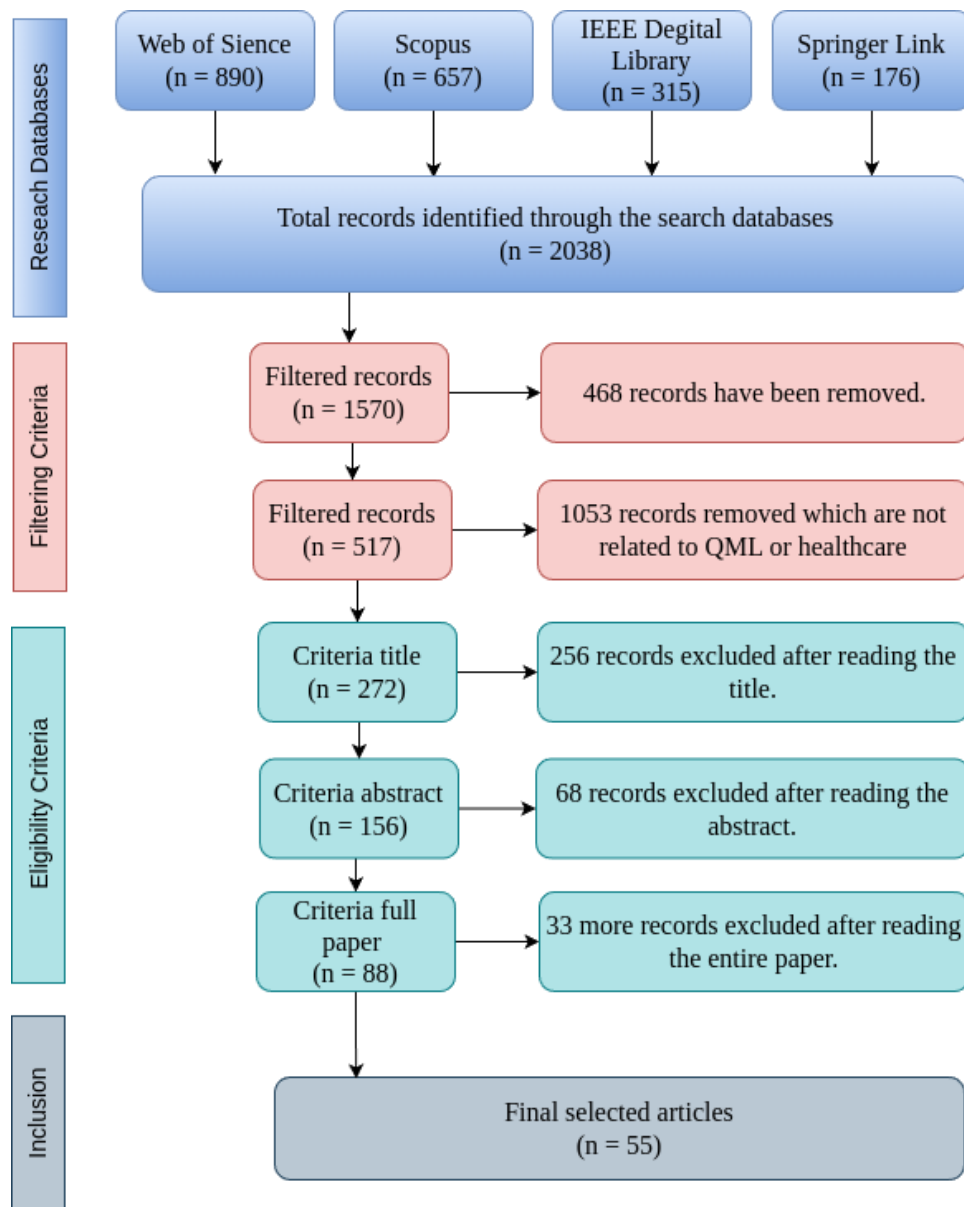 Reseach Databases
Web of Sience
(n = 890)
Scopus
(n = 657)
IEEE Degital
Library
(n = 315)
Springer Link
(n = 176)
Total records identified through the search databases
(n = 2038)
Filtering Criteria
Filtered records
(n = 1570)
468 records have been removed.
Filtered records
(n = 517)
1053 records removed which are not
related to QML or healthcare
Eligibility Criteria
Criteria title
(n = 272)
256 records excluded after reading the
title.
Criteria abstract
(n = 156)
68 records excluded after reading the
abstract.
Criteria full
paper
(n = 88)
33 more records excluded after reading
the entire paper.
Inclusion
Final selected articles
(n = 55)